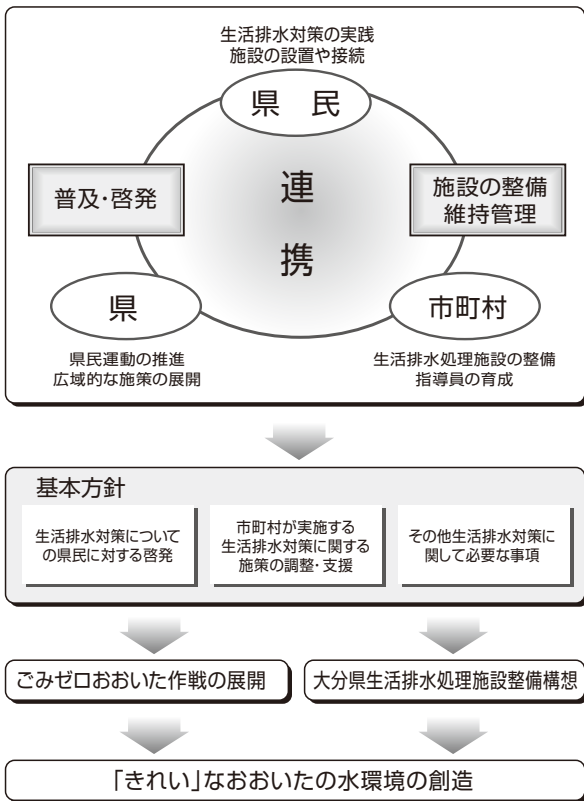 生活排水対策の実践
施設の設置や接続
県　民
連
携
普及・啓発
施設の整備
維持管理
県
市町村
県民運動の推進
広域的な施策の展開
生活排水処理施設の整備
指導員の育成
基本方針
生活排水対策について
の県民に対する啓発
市町村が実施する
生活排水対策に関する
施策の調整・支援
その他生活排水対策に
関して必要な事項
ごみゼロおおいた作戦の展開
大分県生活排水処理施設整備構想
「きれい」なおおいたの水環境の創造